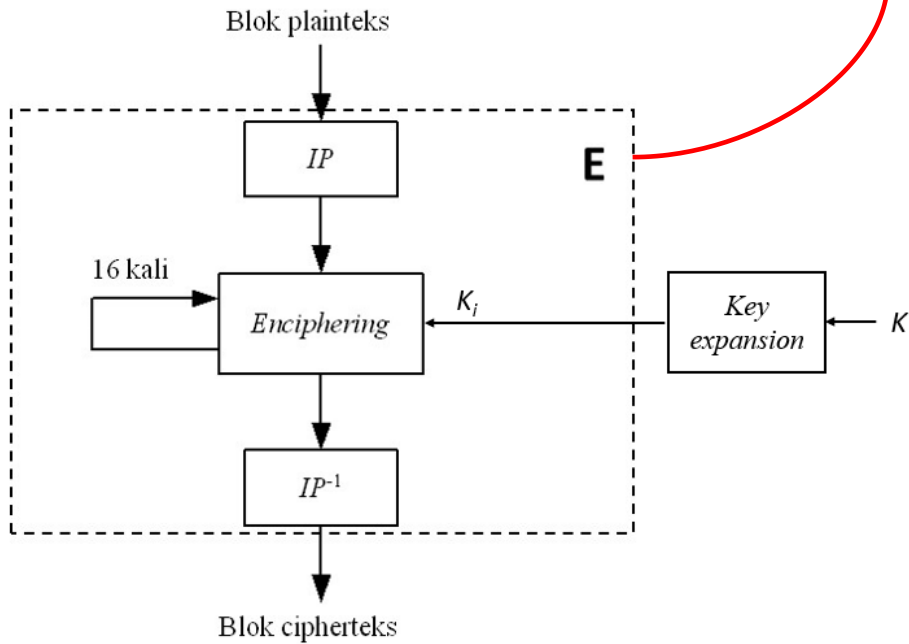 Blok plainteks
IP
E
16 kali
Enciphering
K_i
Key
expansion
K
IP⁻¹
Blok cipherteks